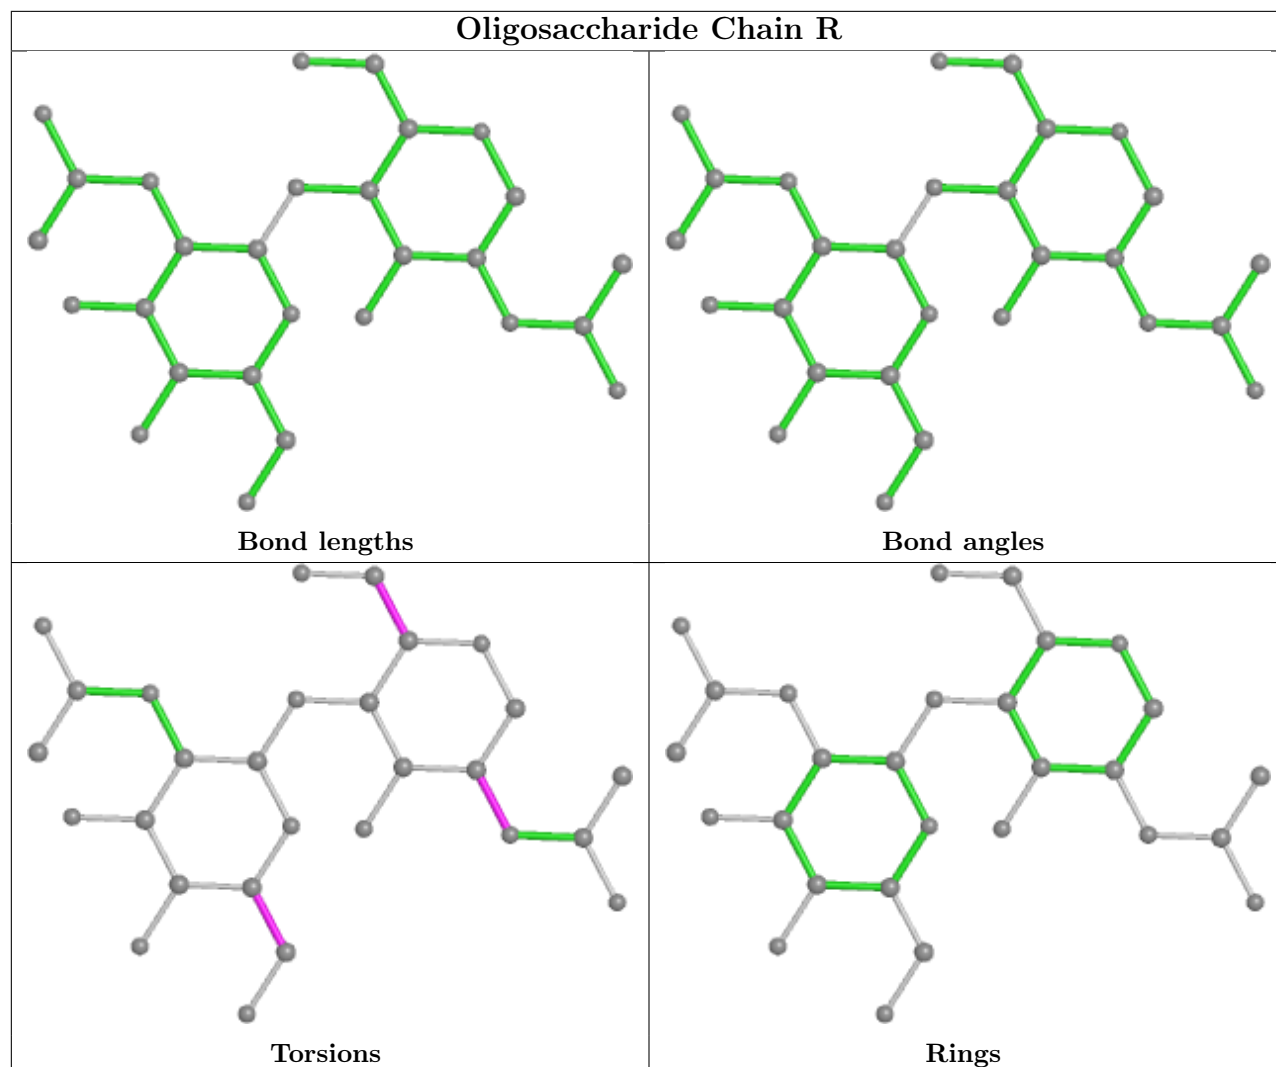 Oligosaccharide Chain R
Bond lengths
Bond angles
Torsions
Rings